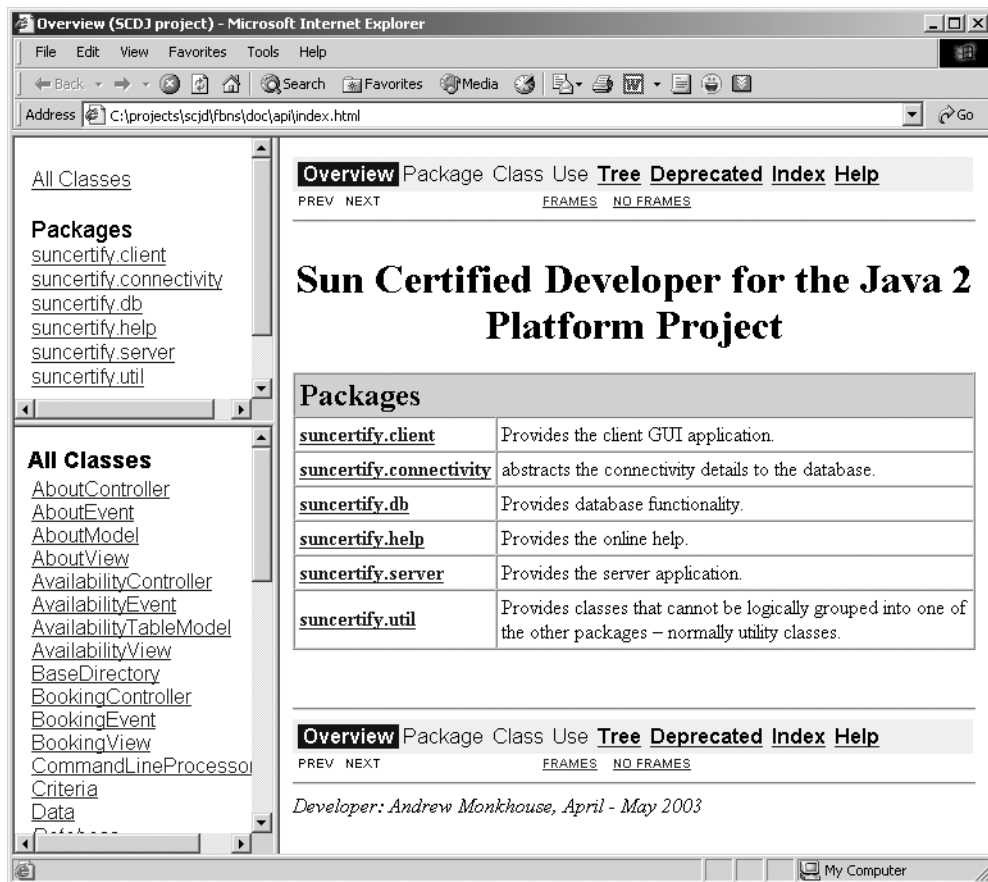 Overview (SCDJ project) - Microsoft Internet Explorer
File Edit View Favorites Tools Help
Back Search Favorites Media
Address C:\projects\scjd\fbns\doc\api\index.html Go
All Classes
Packages
suncertify.client
suncertify.connectivity
suncertify.db
suncertify.help
suncertify.server
suncertify.util
All Classes
AboutController
AboutEvent
AboutModel
AboutView
AvailabilityController
AvailabilityEvent
AvailabilityTableModel
AvailabilityView
BaseDirectory
BookingController
BookingEvent
BookingView
CommandLineProcessor
Criteria
Data
Overview Package Class Use Tree Deprecated Index Help
PREV NEXT FRAMES NO FRAMES
Sun Certified Developer for the Java 2
Platform Project
Packages
suncertify.client Provides the client GUI application.
suncertify.connectivity abstracts the connectivity details to the database.
suncertify.db Provides database functionality.
suncertify.help Provides the online help.
suncertify.server Provides the server application.
suncertify.util Provides classes that cannot be logically grouped into one of
the other packages – normally utility classes.
Overview Package Class Use Tree Deprecated Index Help
PREV NEXT FRAMES NO FRAMES
Developer: Andrew Monkhouse, April - May 2003
My Computer